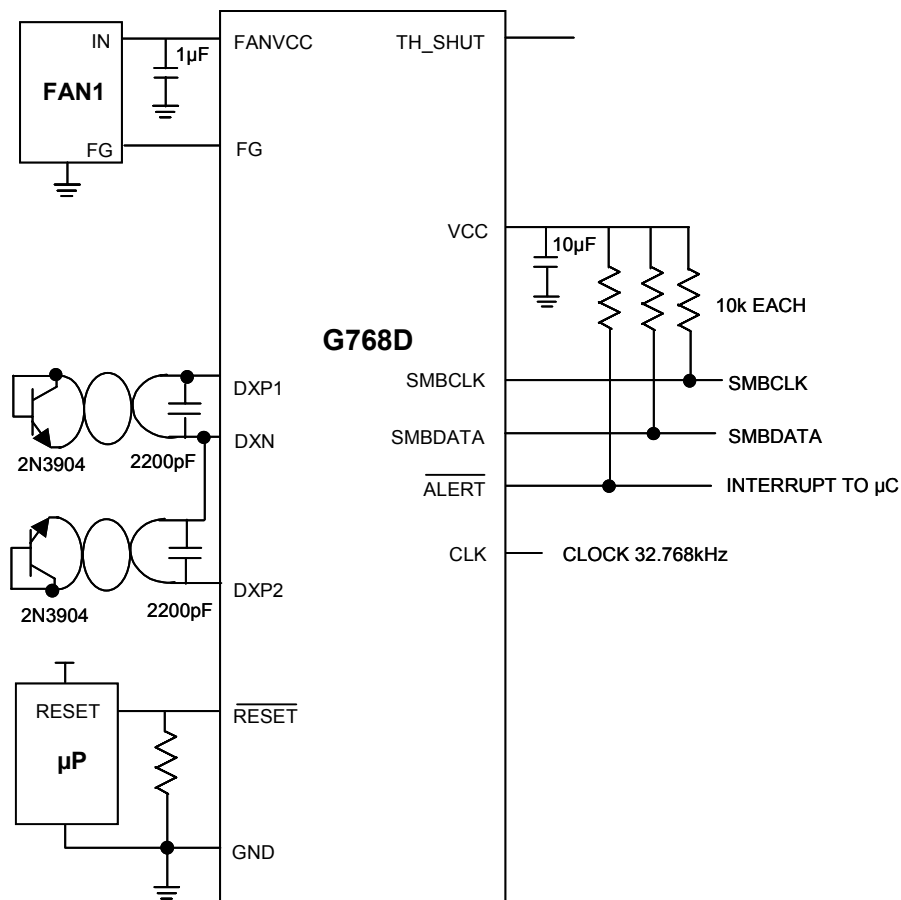 IN
FANVCC
TH_SHUT
1µF
FAN1
FG
FG
VCC
10µF
10k EACH
G768D
DXP1
SMBCLK
SMBCLK
DXN
SMBDATA
SMBDATA
2N3904
2200pF
ALERT
INTERRUPT TO µC
CLK
CLOCK 32.768kHz
DXP2
2N3904
2200pF
RESET
RESET
µP
GND